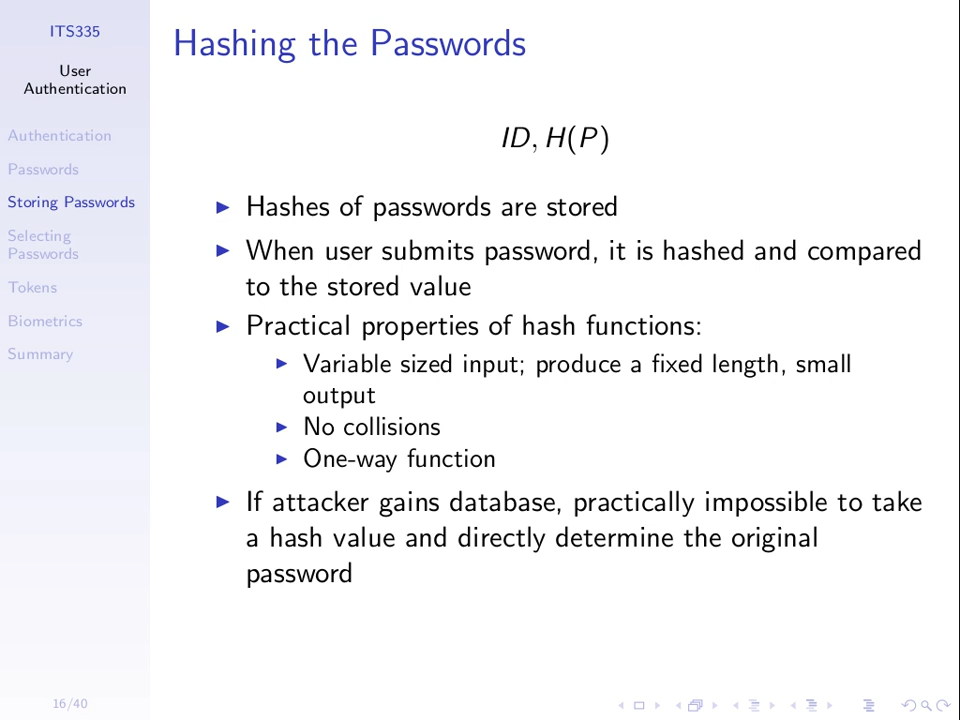 ITS335
User
Authentication
Authentication
Passwords
Storing Passwords
Selecting
Passwords
Tokens
Biometrics
Summary
16/40
Hashing the Passwords
ID, H(P)
Hashes of passwords are stored
When user submits password, it is hashed and compared
to the stored value
Practical properties of hash functions:
Variable sized input; produce a fixed length, small
output
No collisions
One-way function
If attacker gains database, practically impossible to take
a hash value and directly determine the original
password